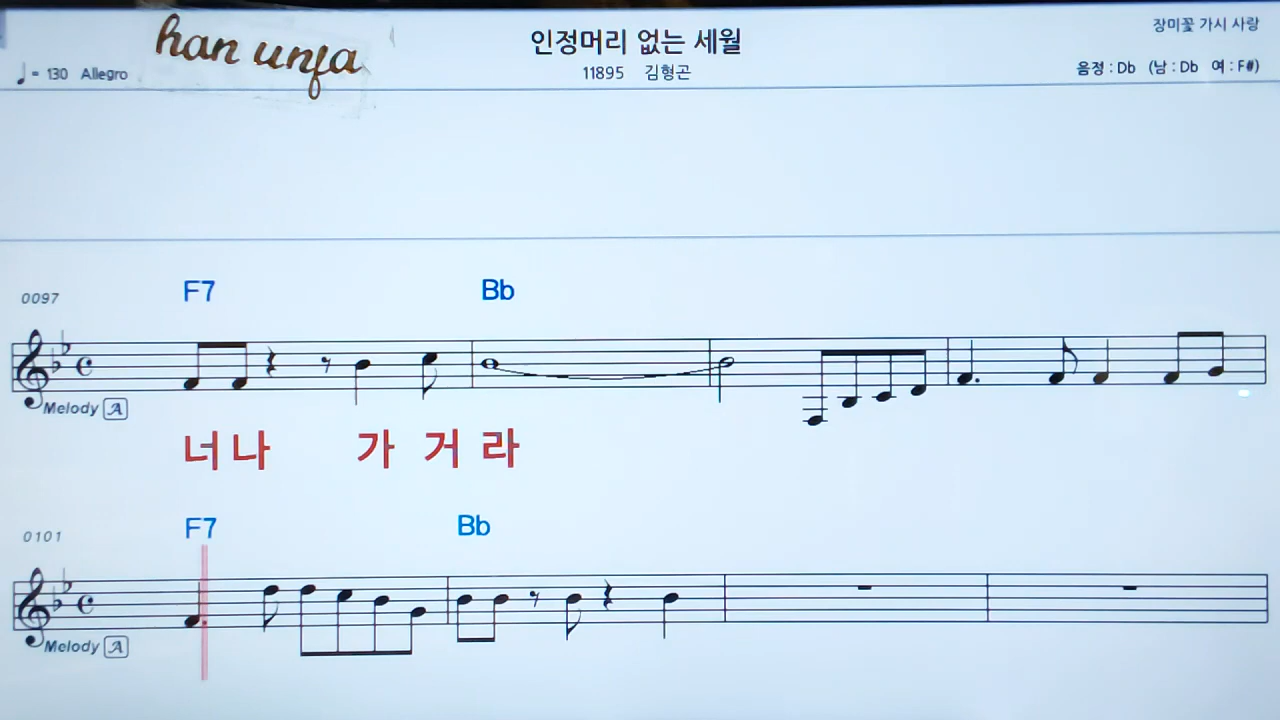 han unja
인정머리 없는 세월
장미꽃 가시 사랑
♩= 130 Allegro
11895 김형곤
음정 : Db (남 : Db 여 : F#)
0097
F7 Bb
Melody A
너 나 가 거 라
0101
F7 Bb
Melody A